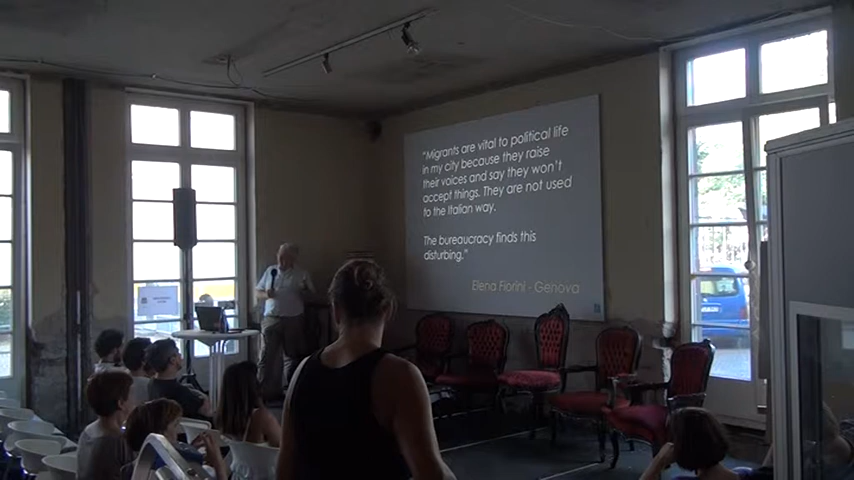 "Migrants are vital to political life
in my city because they raise
their voices and say they won't
accept things. They are not used
to the Italian way.
The bureaucracy finds this
disturbing."
Elena Fiorini - Genova